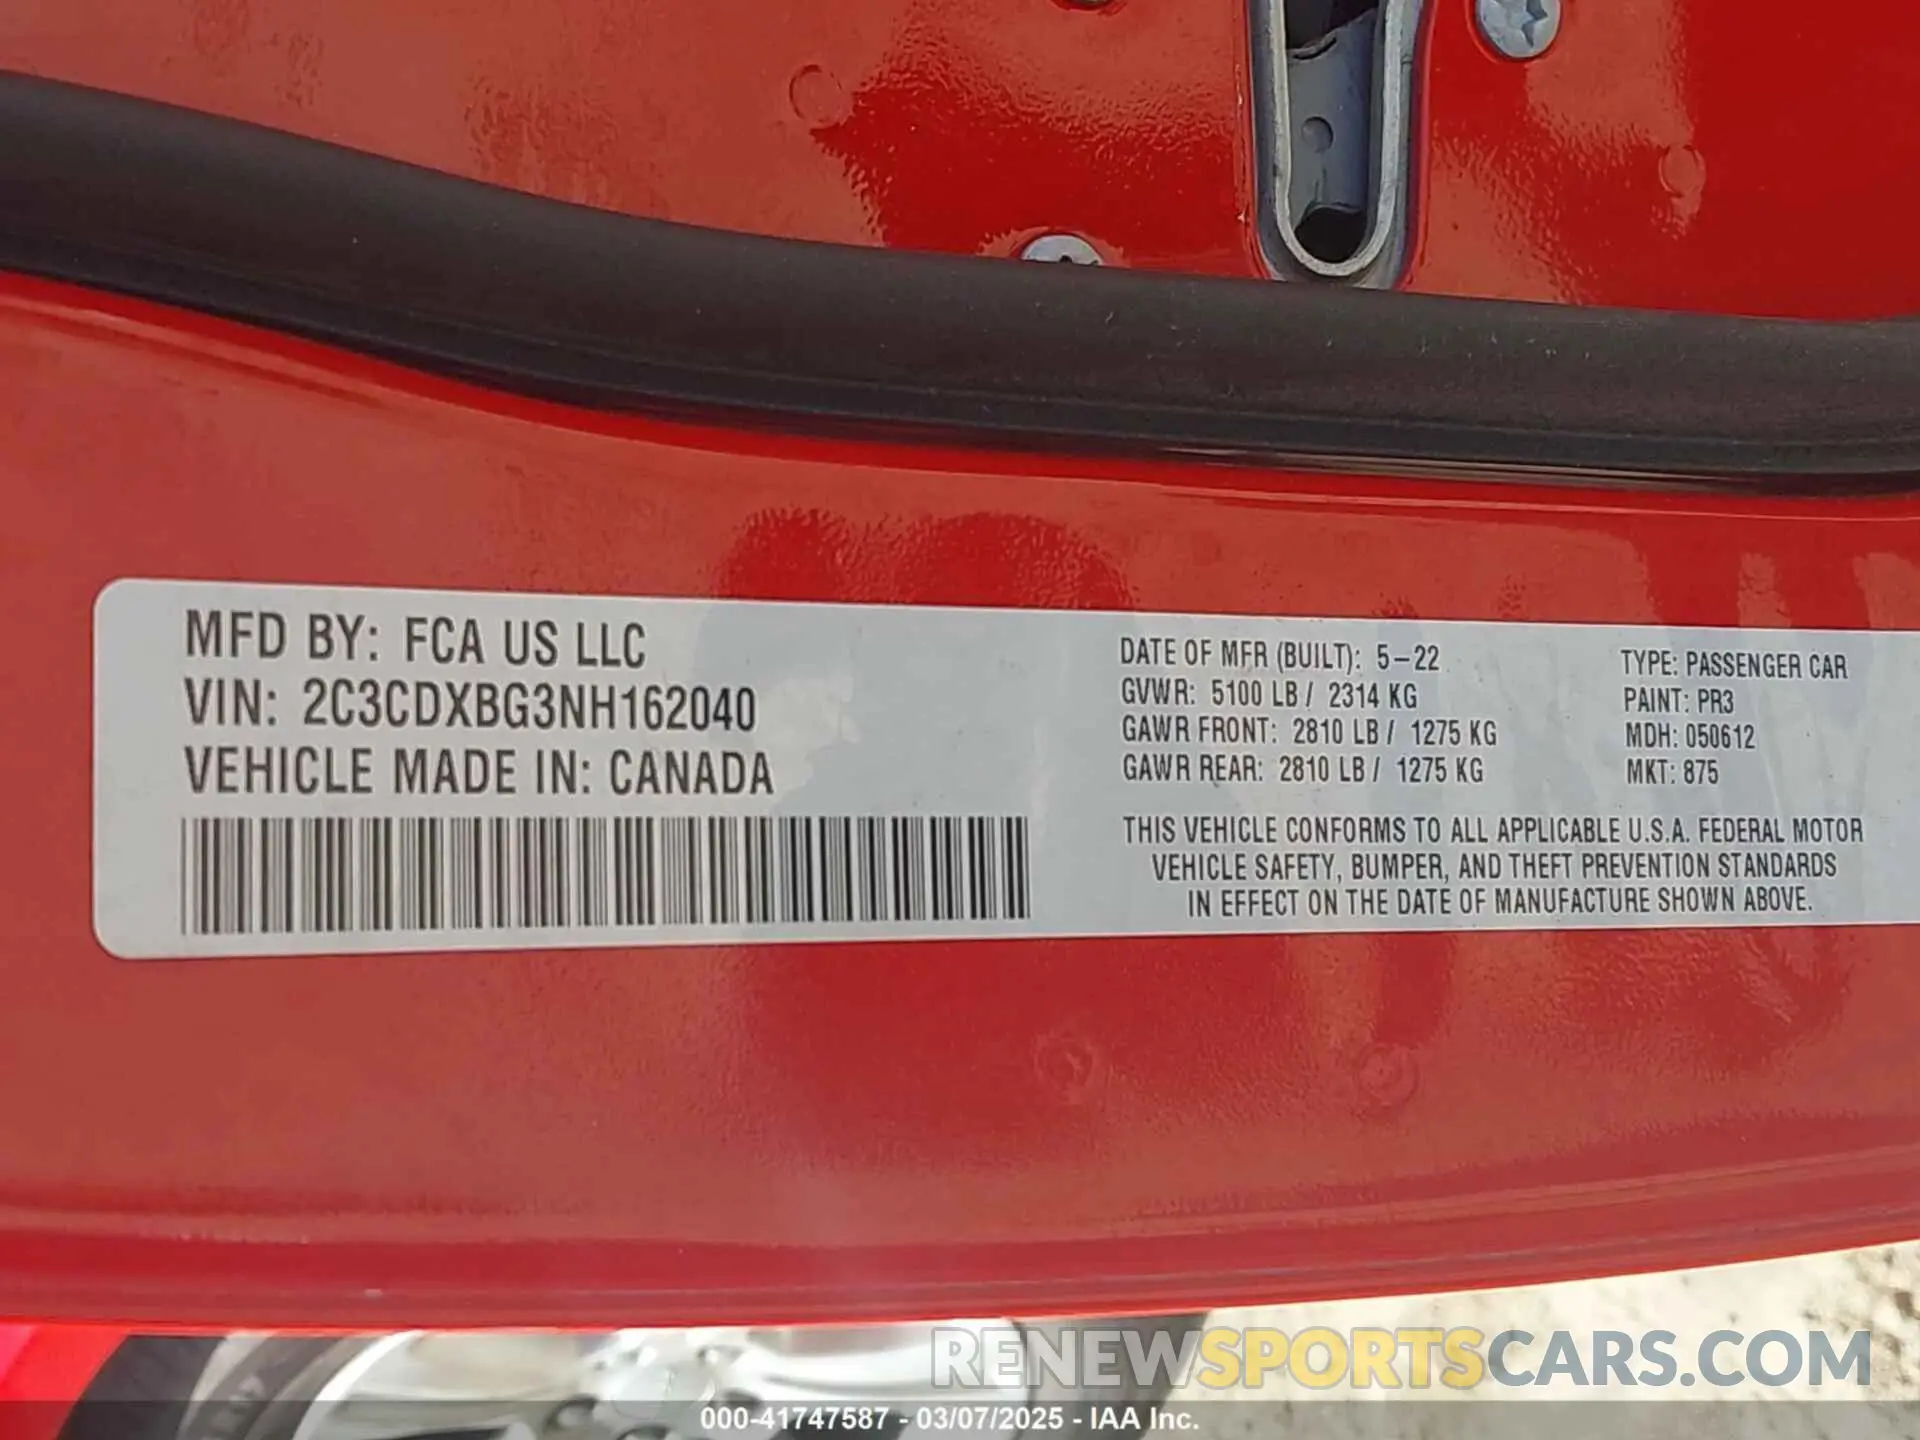 MFD BY: FCA US LLC
VIN: 2C3CDXBG3NH162040
VEHICLE MADE IN: CANADA
DATE OF MFR (BUILT): 5-22
GVWR: 5100 LB / 2314 KG
GAWR FRONT: 2810 LB / 1275 KG
GAWR REAR: 2810 LB / 1275 KG
TYPE: PASSENGER CAR
PAINT: PR3
MDH: 050612
MKT: 875
THIS VEHICLE CONFORMS TO ALL APPLICABLE U.S.A. FEDERAL MOTOR
VEHICLE SAFETY, BUMPER, AND THEFT PREVENTION STANDARDS
IN EFFECT ON THE DATE OF MANUFACTURE SHOWN ABOVE.
RENEWSPORTSCARS.COM
000-41747587 - 03/07/2025 - IAA Inc.